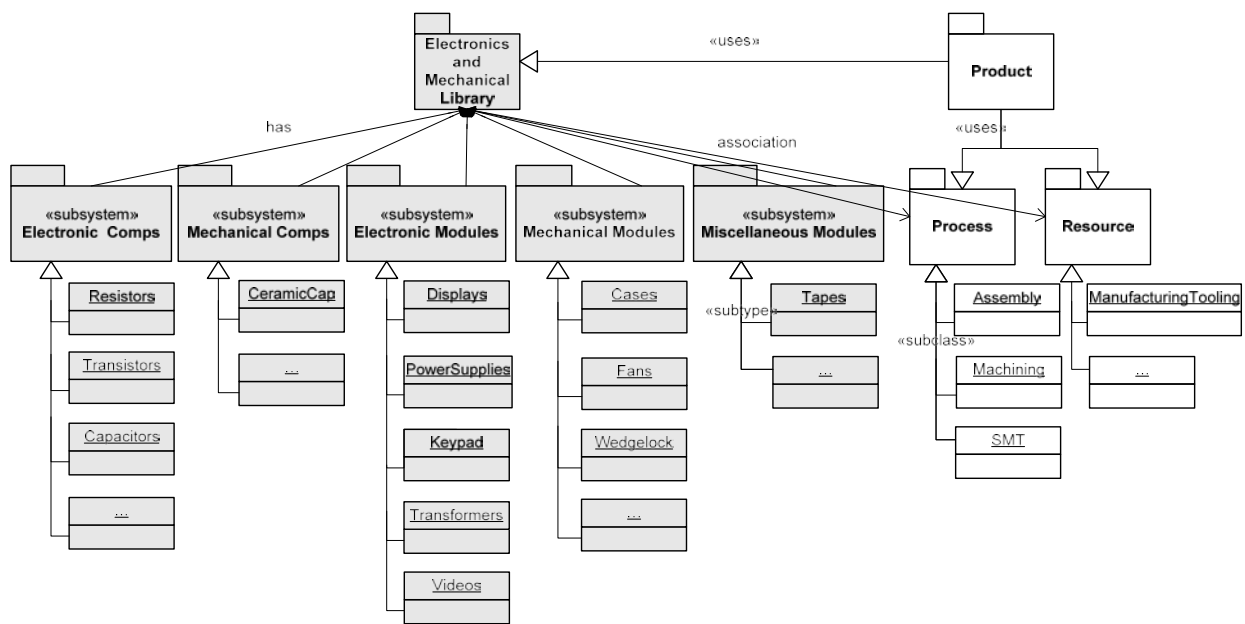 Electronics
and
Mechanical
Library
«uses»
Product
«uses»
has
association
«subsystem»
Electronic Comps
«subsystem»
Mechanical Comps
«subsystem»
Electronic Modules
«subsystem»
Mechanical Modules
«subsystem»
Miscellaneous Modules
Process
Resource
Resistors
Transistors
Capacitors
...
CeramicCap
...
Displays
PowerSupplies
Keypad
Transformers
Videos
Cases
Fans
Wedgelock
...
«subtype»
Tapes
...
«subclass»
Assembly
Machining
SMT
ManufacturingTooling
...